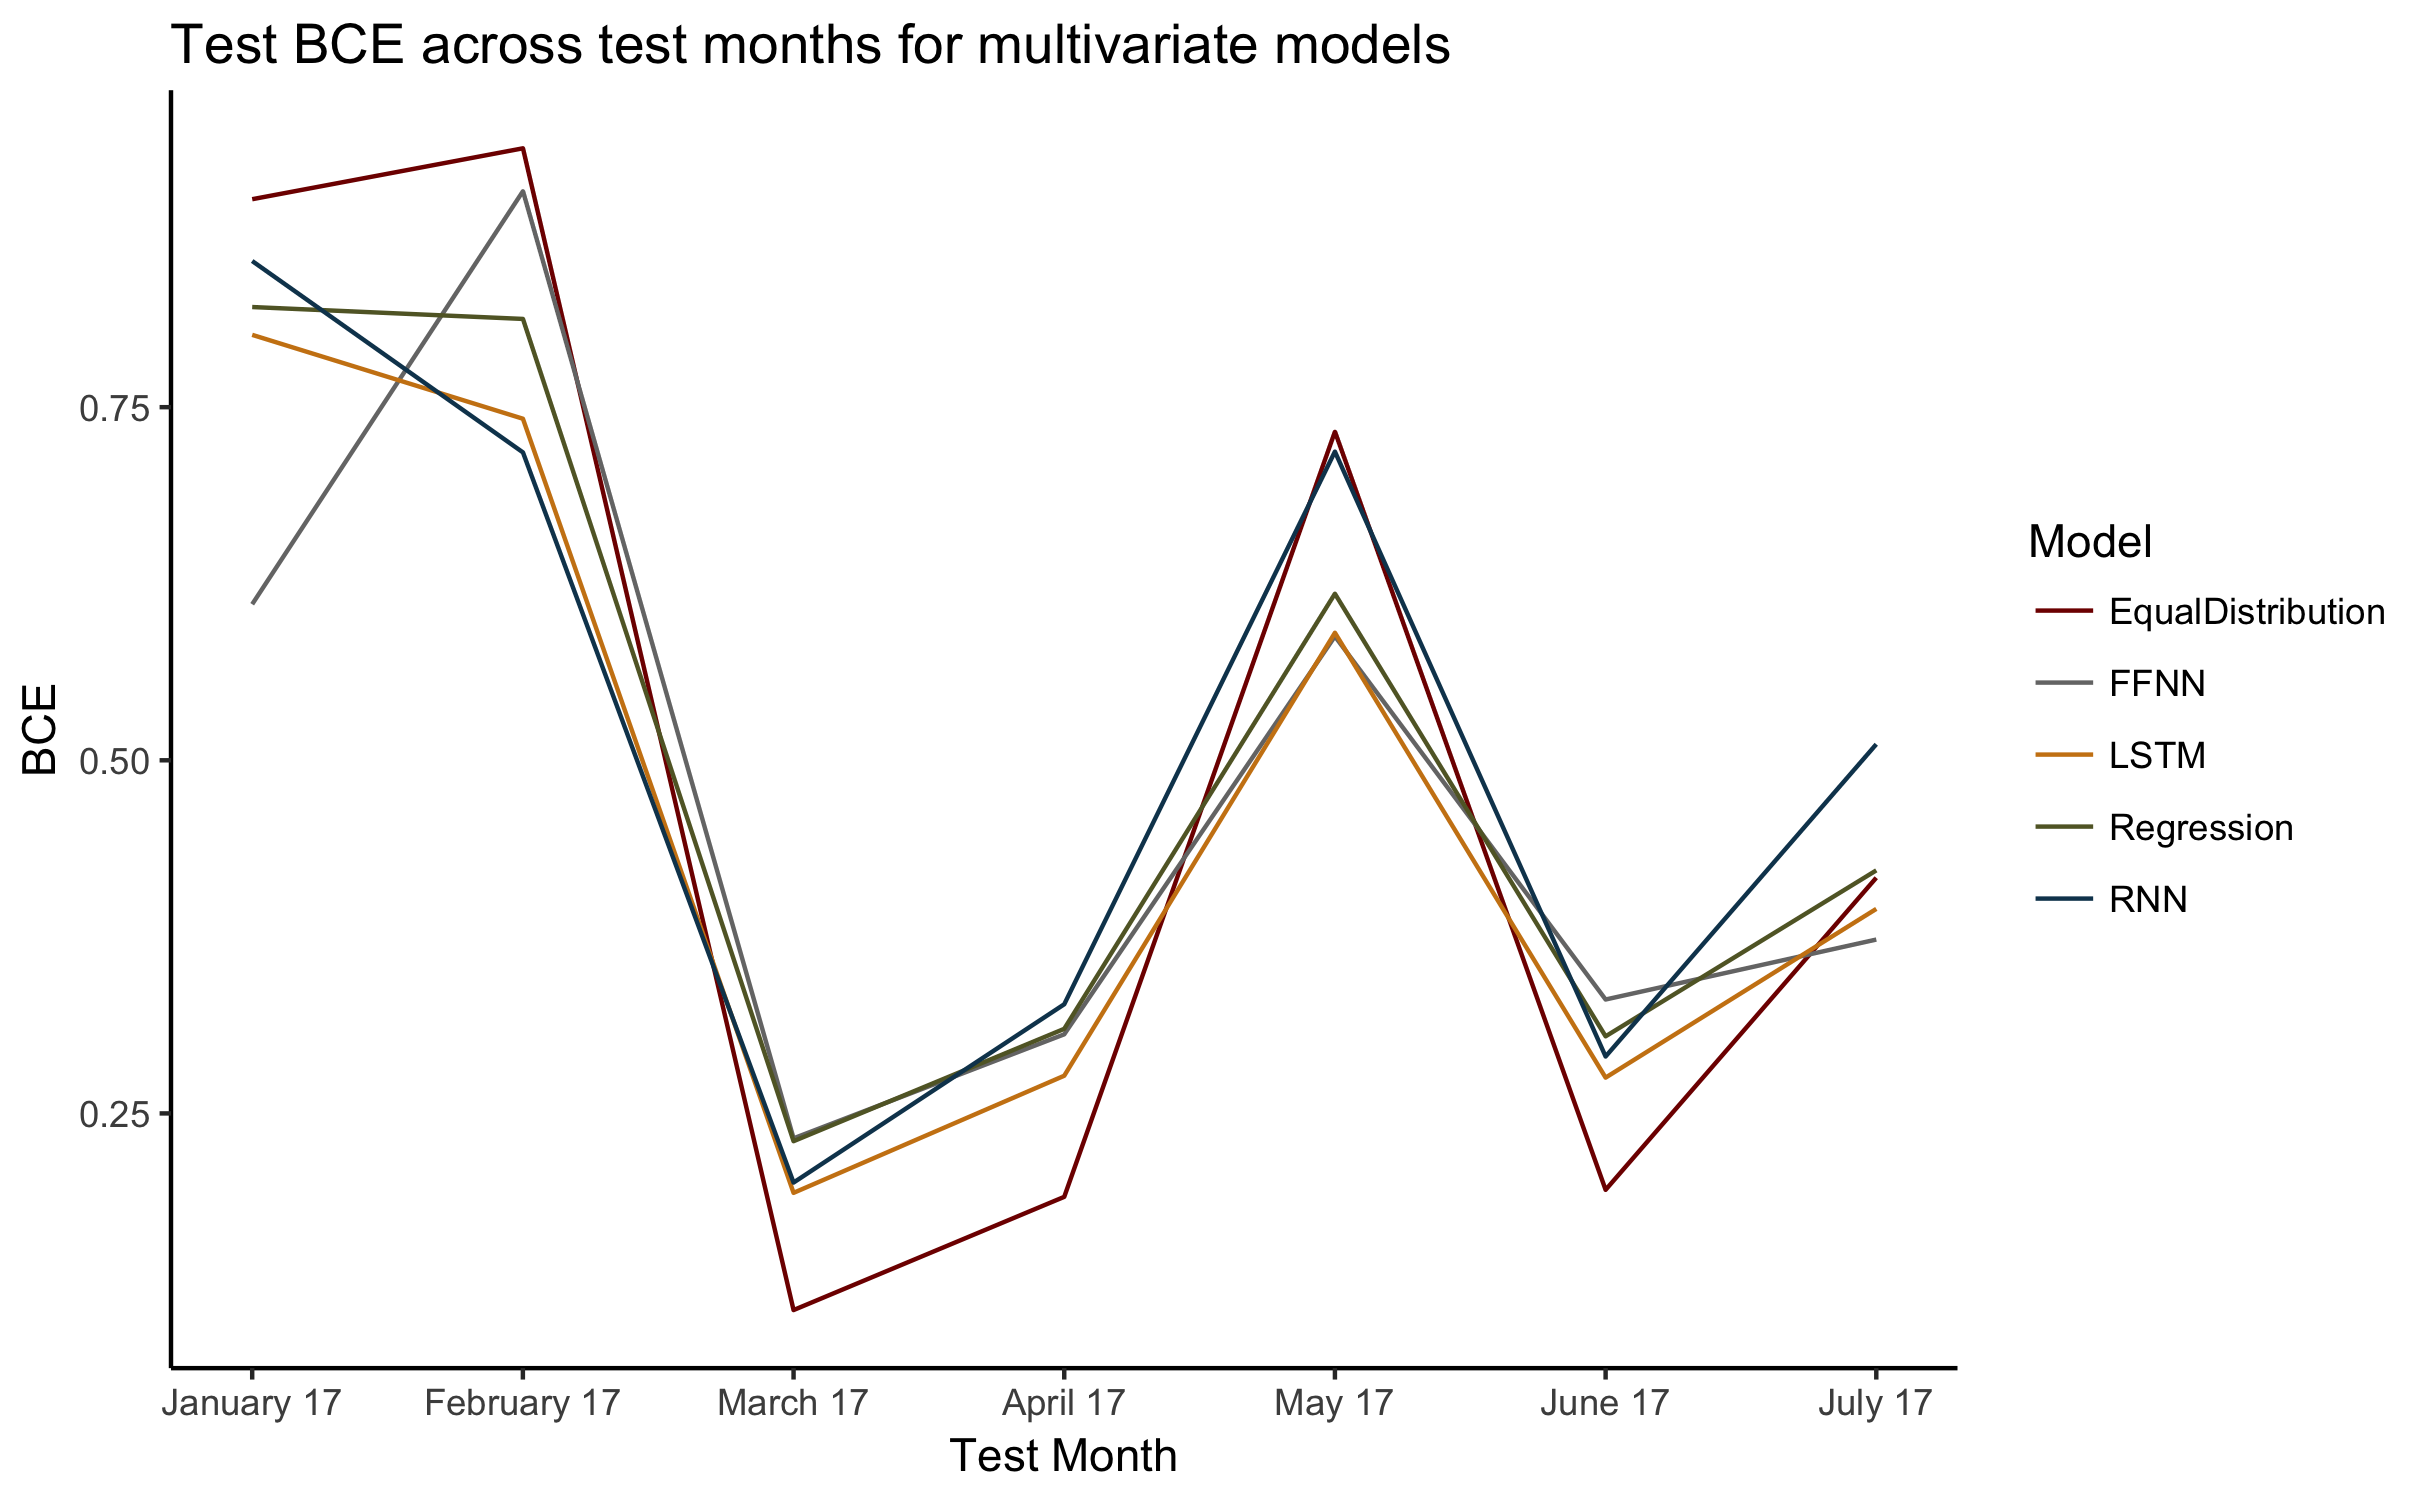 Test BCE across test months for multivariate models
BCE
0.75
0.50
0.25
January 17
February 17
March 17
April 17
May 17
June 17
July 17
Test Month
Model
EqualDistribution
FFNN
LSTM
Regression
RNN